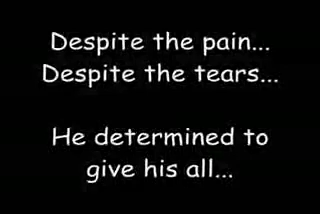 Despite the pain...
Despite the tears...
He determined to
give his all...